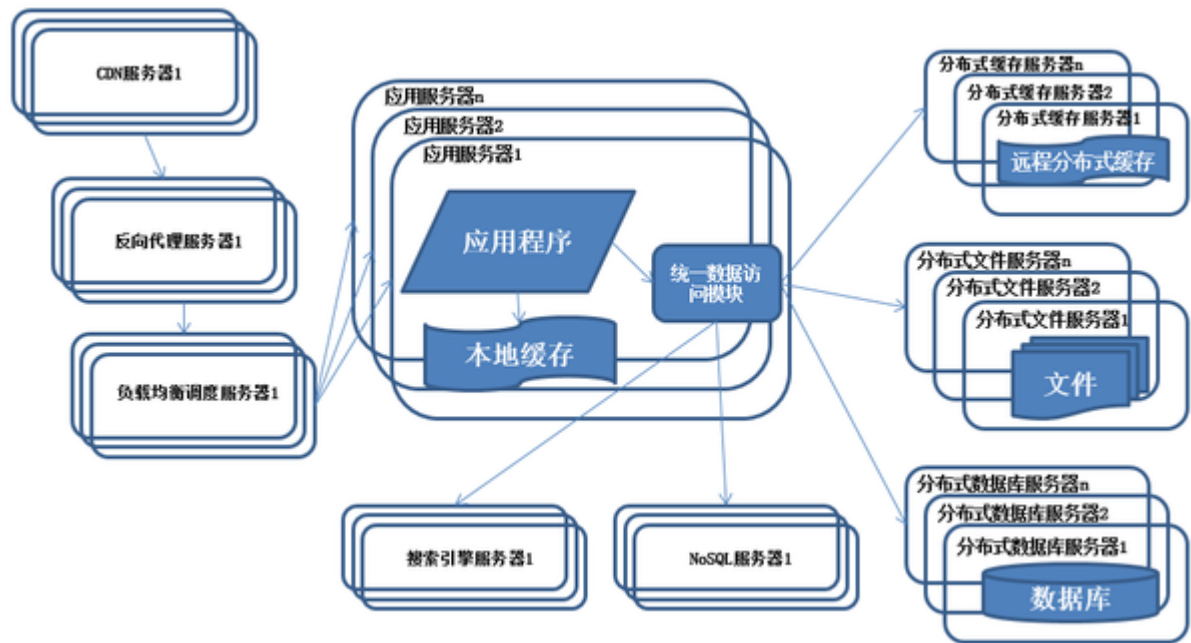 CDN服务器1
反向代理服务器1
负载均衡调度服务器1
应用服务器n
应用服务器2
应用服务器1
应用程序
统一数据访
问模块
本地缓存
搜索引擎服务器1
NoSQL服务器1
分布式缓存服务器n
分布式缓存服务器2
分布式缓存服务器1
远程分布式缓存
分布式文件服务器n
分布式文件服务器2
分布式文件服务器1
文件
分布式数据库服务器n
分布式数据库服务器2
分布式数据库服务器1
数据库